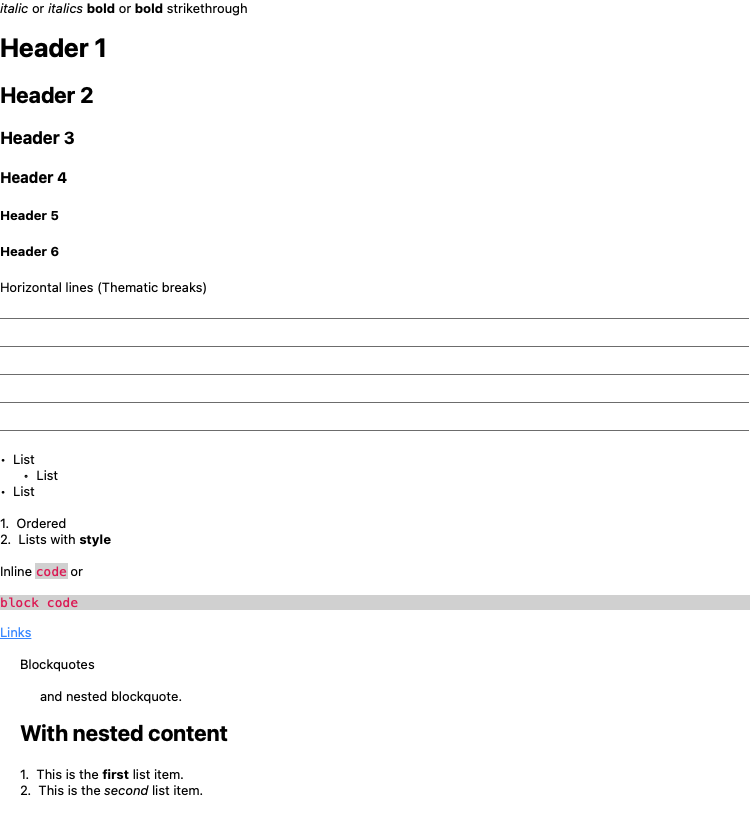 italic or italics bold or bold strikethrough
Header 1
Header 2
Header 3
Header 4
Header 5
Header 6
Horizontal lines (Thematic breaks)
• List
• List
• List
1. Ordered
2. Lists with style
Inline code or
block code
Links
Blockquotes
and nested blockquote.
With nested content
1. This is the first list item.
2. This is the second list item.